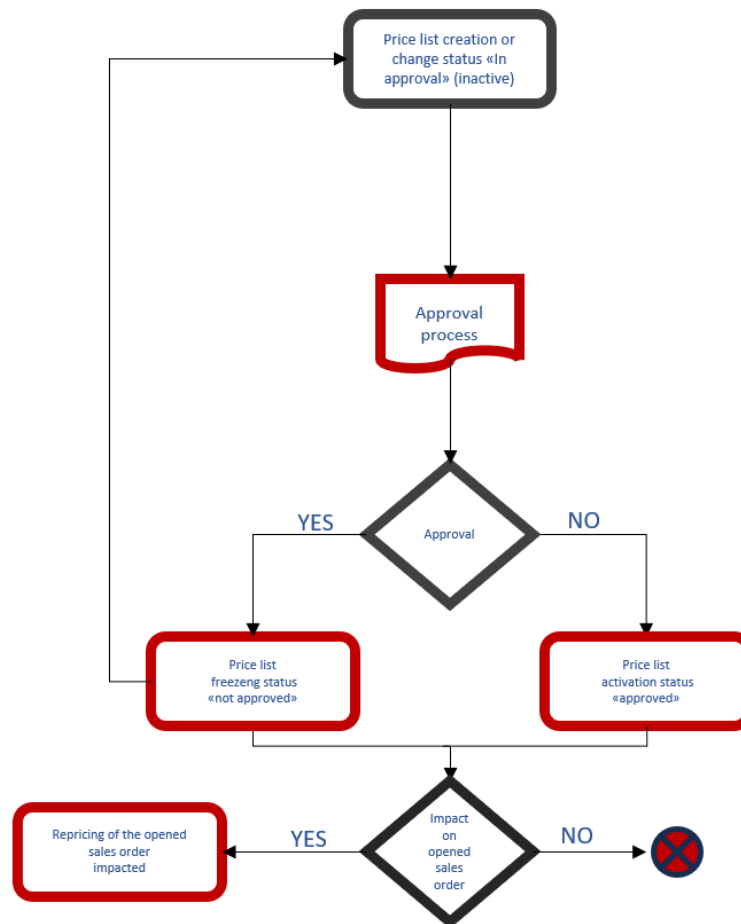 Price list creation or
change status «In
approval» (inactive)
Approval
process
YES
Approval
NO
Price list
freezeng status
«not approved»
Price list
activation status
«approved»
Repricing of the opened
sales order
impacted
YES
Impact
on
opened
sales
order
NO